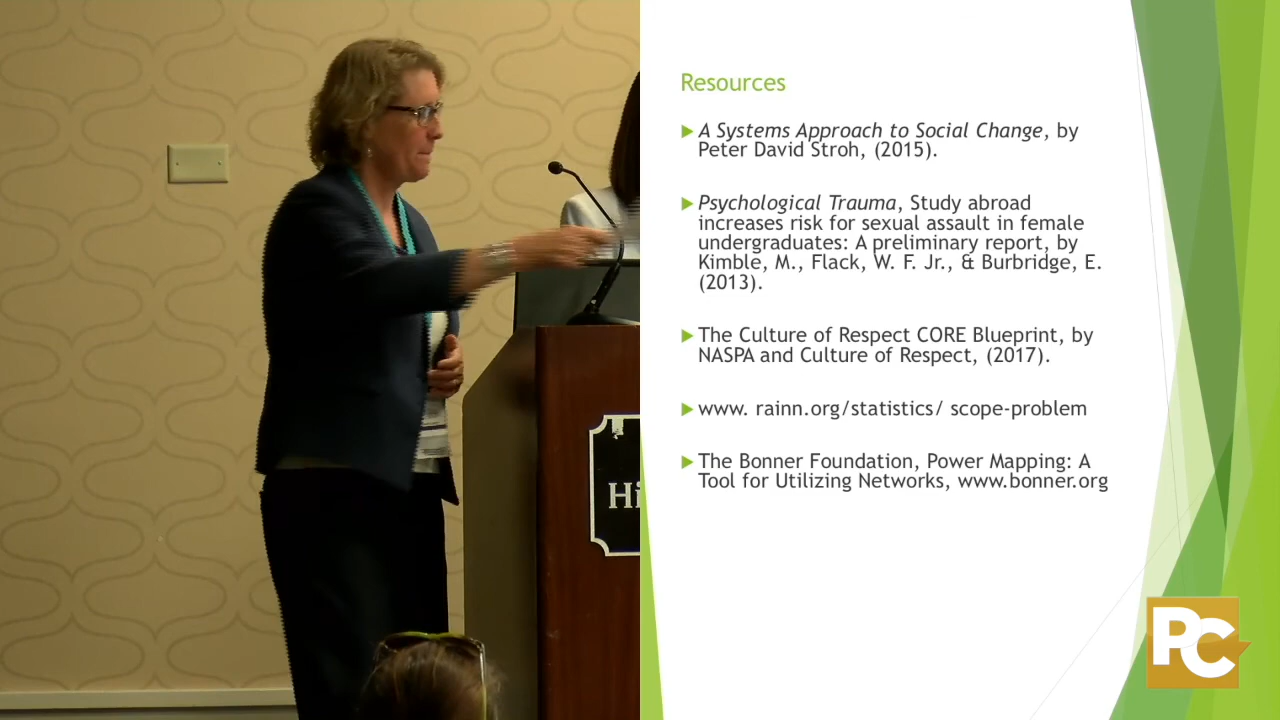 Resources
A Systems Approach to Social Change, by
Peter David Stroh, (2015).
Psychological Trauma, Study abroad
increases risk for sexual assault in female
undergraduates: A preliminary report, by
Kimble, M., Flack, W. F. Jr., & Burbridge, E.
(2013).
The Culture of Respect CORE Blueprint, by
NASPA and Culture of Respect, (2017).
www. rainn.org/statistics/ scope-problem
The Bonner Foundation, Power Mapping: A
Tool for Utilizing Networks, www.bonner.org
Hi
PC